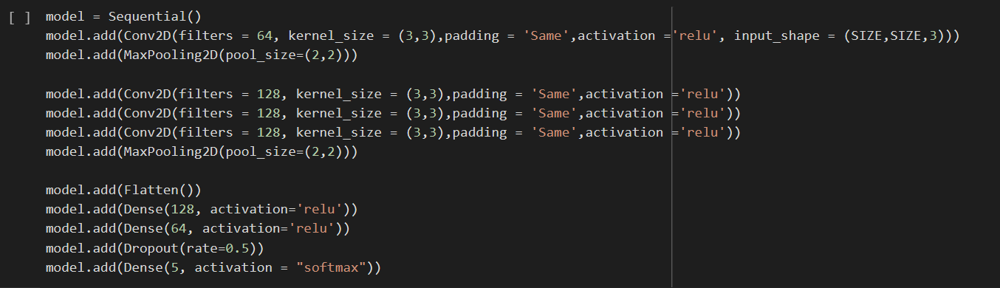 [ ] model = Sequential()
model.add(Conv2D(filters = 64, kernel_size = (3,3),padding = 'Same',activation ='relu', input_shape = (SIZE,SIZE,3)))
model.add(MaxPooling2D(pool_size=(2,2)))
model.add(Conv2D(filters = 128, kernel_size = (3,3),padding = 'Same',activation ='relu'))
model.add(Conv2D(filters = 128, kernel_size = (3,3),padding = 'Same',activation ='relu'))
model.add(Conv2D(filters = 128, kernel_size = (3,3),padding = 'Same',activation ='relu'))
model.add(MaxPooling2D(pool_size=(2,2)))
model.add(Flatten())
model.add(Dense(128, activation='relu'))
model.add(Dense(64, activation='relu'))
model.add(Dropout(rate=0.5))
model.add(Dense(5, activation = "softmax"))